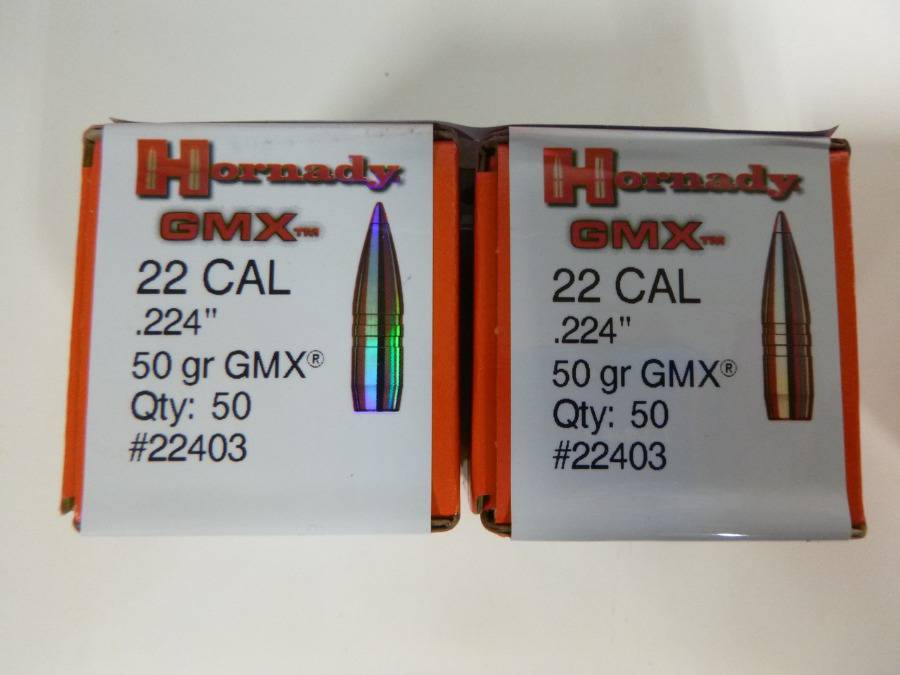 Hornady
GMX™
22 CAL
.224"
50 gr GMX®
Qty: 50
#22403
Hornady
GMX™
22 CAL
.224"
50 gr GMX®
Qty: 50
#22403